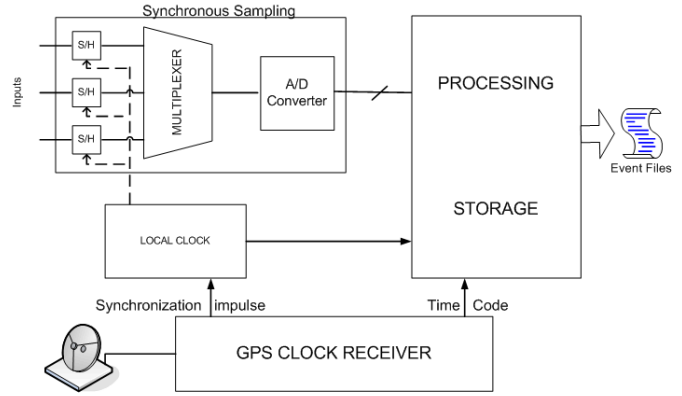 Synchronous Sampling
Inputs
S/H
S/H
S/H
MULTIPLEXER
A/D
Converter
PROCESSING
STORAGE
Event Files
LOCAL CLOCK
Synchronization impulse
Time Code
GPS CLOCK RECEIVER